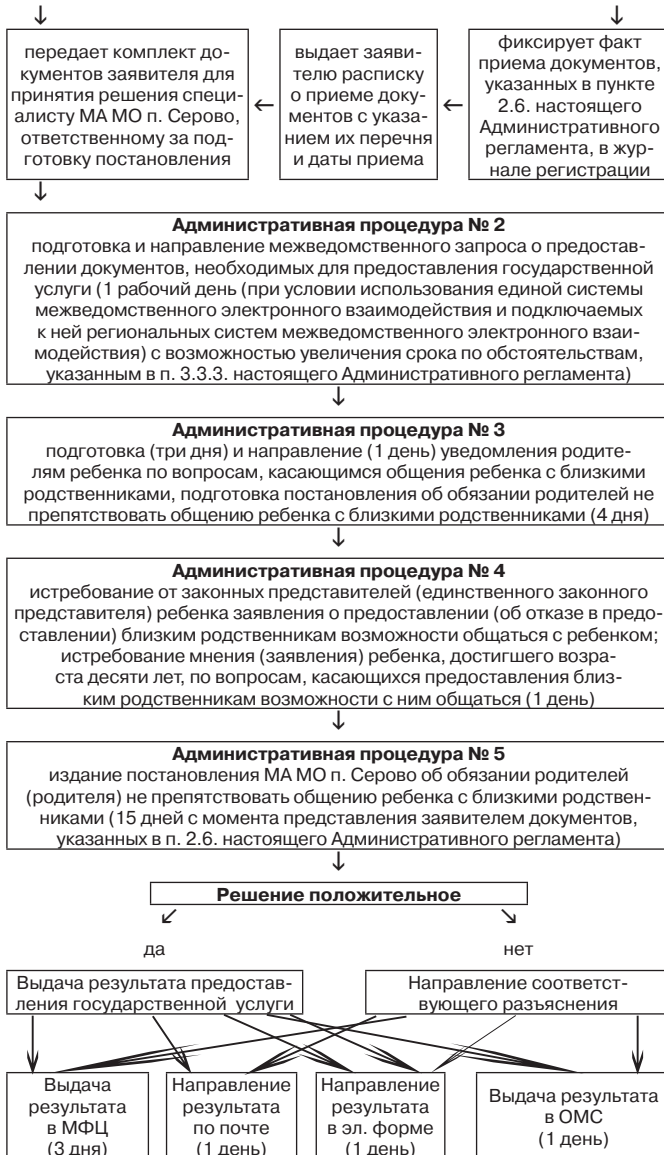 передает комплект до-
кументов заявителя для
принятия решения специ-
алисту МА МО п. Серово,
ответственному за под-
готовку постановления
выдает заяви-
телю расписку
о приеме доку-
ментов с указа-
нием их перечня
и даты приема
фиксирует факт
приема документов,
указанных в пункте
2.6. настоящего
Административного
регламента, в жур-
нале регистрации
Административная процедура № 2
подготовка и направление межведомственного запроса о предостав-
лении документов, необходимых для предоставления государственной
услуги (1 рабочий день (при условии использования единой системы
межведомственного электронного взаимодействия и подключаемых
к ней региональных систем межведомственного электронного взаи-
модействия) с возможностью увеличения срока по обстоятельствам,
указанным в п. 3.3.3. настоящего Административного регламента)
Административная процедура № 3
подготовка (три дня) и направление (1 день) уведомления родите-
лям ребенка по вопросам, касающимся общения ребенка с близкими
родственниками, подготовка постановления об обязании родителей не
препятствовать общению ребенка с близкими родственниками (4 дня)
Административная процедура № 4
истребование от законных представителей (единственного законного
представителя) ребенка заявления о предоставлении (об отказе в предо-
ставлении) близким родственникам возможности общаться с ребенком;
истребование мнения (заявления) ребенка, достигшего возра-
ста десяти лет, по вопросам, касающихся предоставления близ-
ким родственникам возможности с ним общаться (1 день)
Административная процедура № 5
издание постановления МА МО п. Серово об обязании родителей
(родителя) не препятствовать общению ребенка с близкими родствен-
никами (15 дней с момента представления заявителем документов,
указанных в п. 2.6. настоящего Административного регламента)
Решение положительное
да
нет
Выдача результата предостав-
ления государственной услуги
Направление соответст-
вующего разъяснения
Выдача
результата
в МФЦ
(3 дня)
Направление
результата
по почте
(1 день)
Направление
результата
в эл. форме
(1 день)
Выдача результата
в ОМС
(1 день)